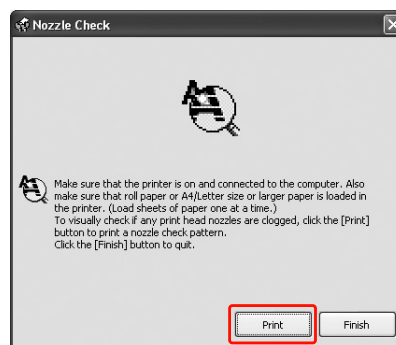 Nozzle Check
Make sure that the printer is on and connected to the computer. Also
make sure that roll paper or A4/Letter size or larger paper is loaded in
the printer. (Load sheets of paper one at a time.)
To visually check if any print head nozzles are clogged, click the [Print]
button to print a nozzle check pattern.
Click the [Finish] button to quit.
Print
Finish